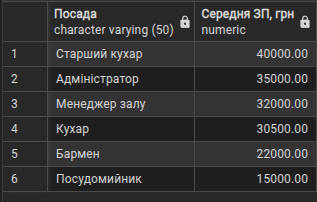 Посада Середня ЗП, грн
character varying (50) numeric
1 Старший кухар 40000.00
2 Адміністратор 35000.00
3 Менеджер залу 32000.00
4 Кухар 30500.00
5 Бармен 22000.00
6 Посудомийник 15000.00